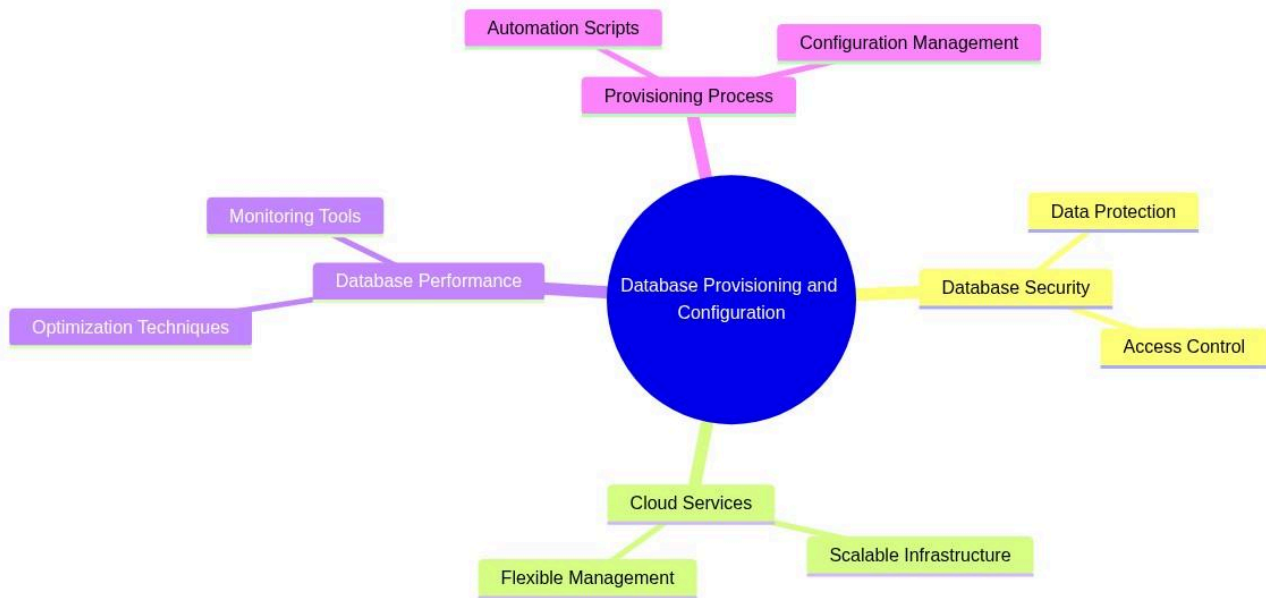 Automation Scripts
Configuration Management
Provisioning Process
Data Protection
Monitoring Tools
Database Performance
Database Provisioning and
Configuration
Database Security
Optimization Techniques
Access Control
Cloud Services
Scalable Infrastructure
Flexible Management